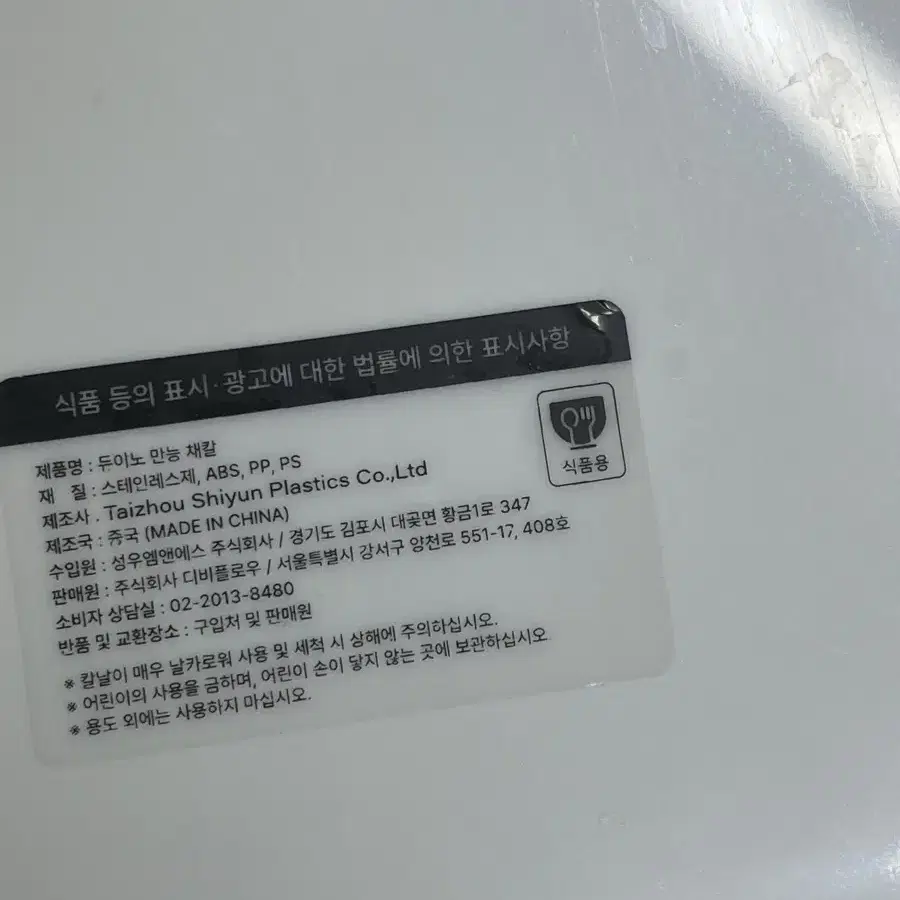 식품 등의 표시·광고에 대한 법률에 의한 표시사항
식품용
제품명 : 듀이노 만능 채칼
재 질 : 스테인레스제, ABS, PP, PS
제조사 . Taizhou Shiyun Plastics Co.,Ltd
제조국 : 쥬국 (MADE IN CHINA)
수입원 : 성우엠앤에스 주식회사 / 경기도 김포시 대곶면 황금1로 347
판매원 : 주식회사 디비플로우 / 서울특별시 강서구 양천로 551-17, 408호
소비자 상담실 : 02-2013-8480
반품 및 교환장소 : 구입처 및 판매원
※ 칼날이 매우 날카로워 사용 및 세척 시 상해에 주의하십시오.
※ 어린이의 사용을 금하며, 어린이 손이 닿지 않는 곳에 보관하십시오
※ 용도 외에는 사용하지 마십시오.